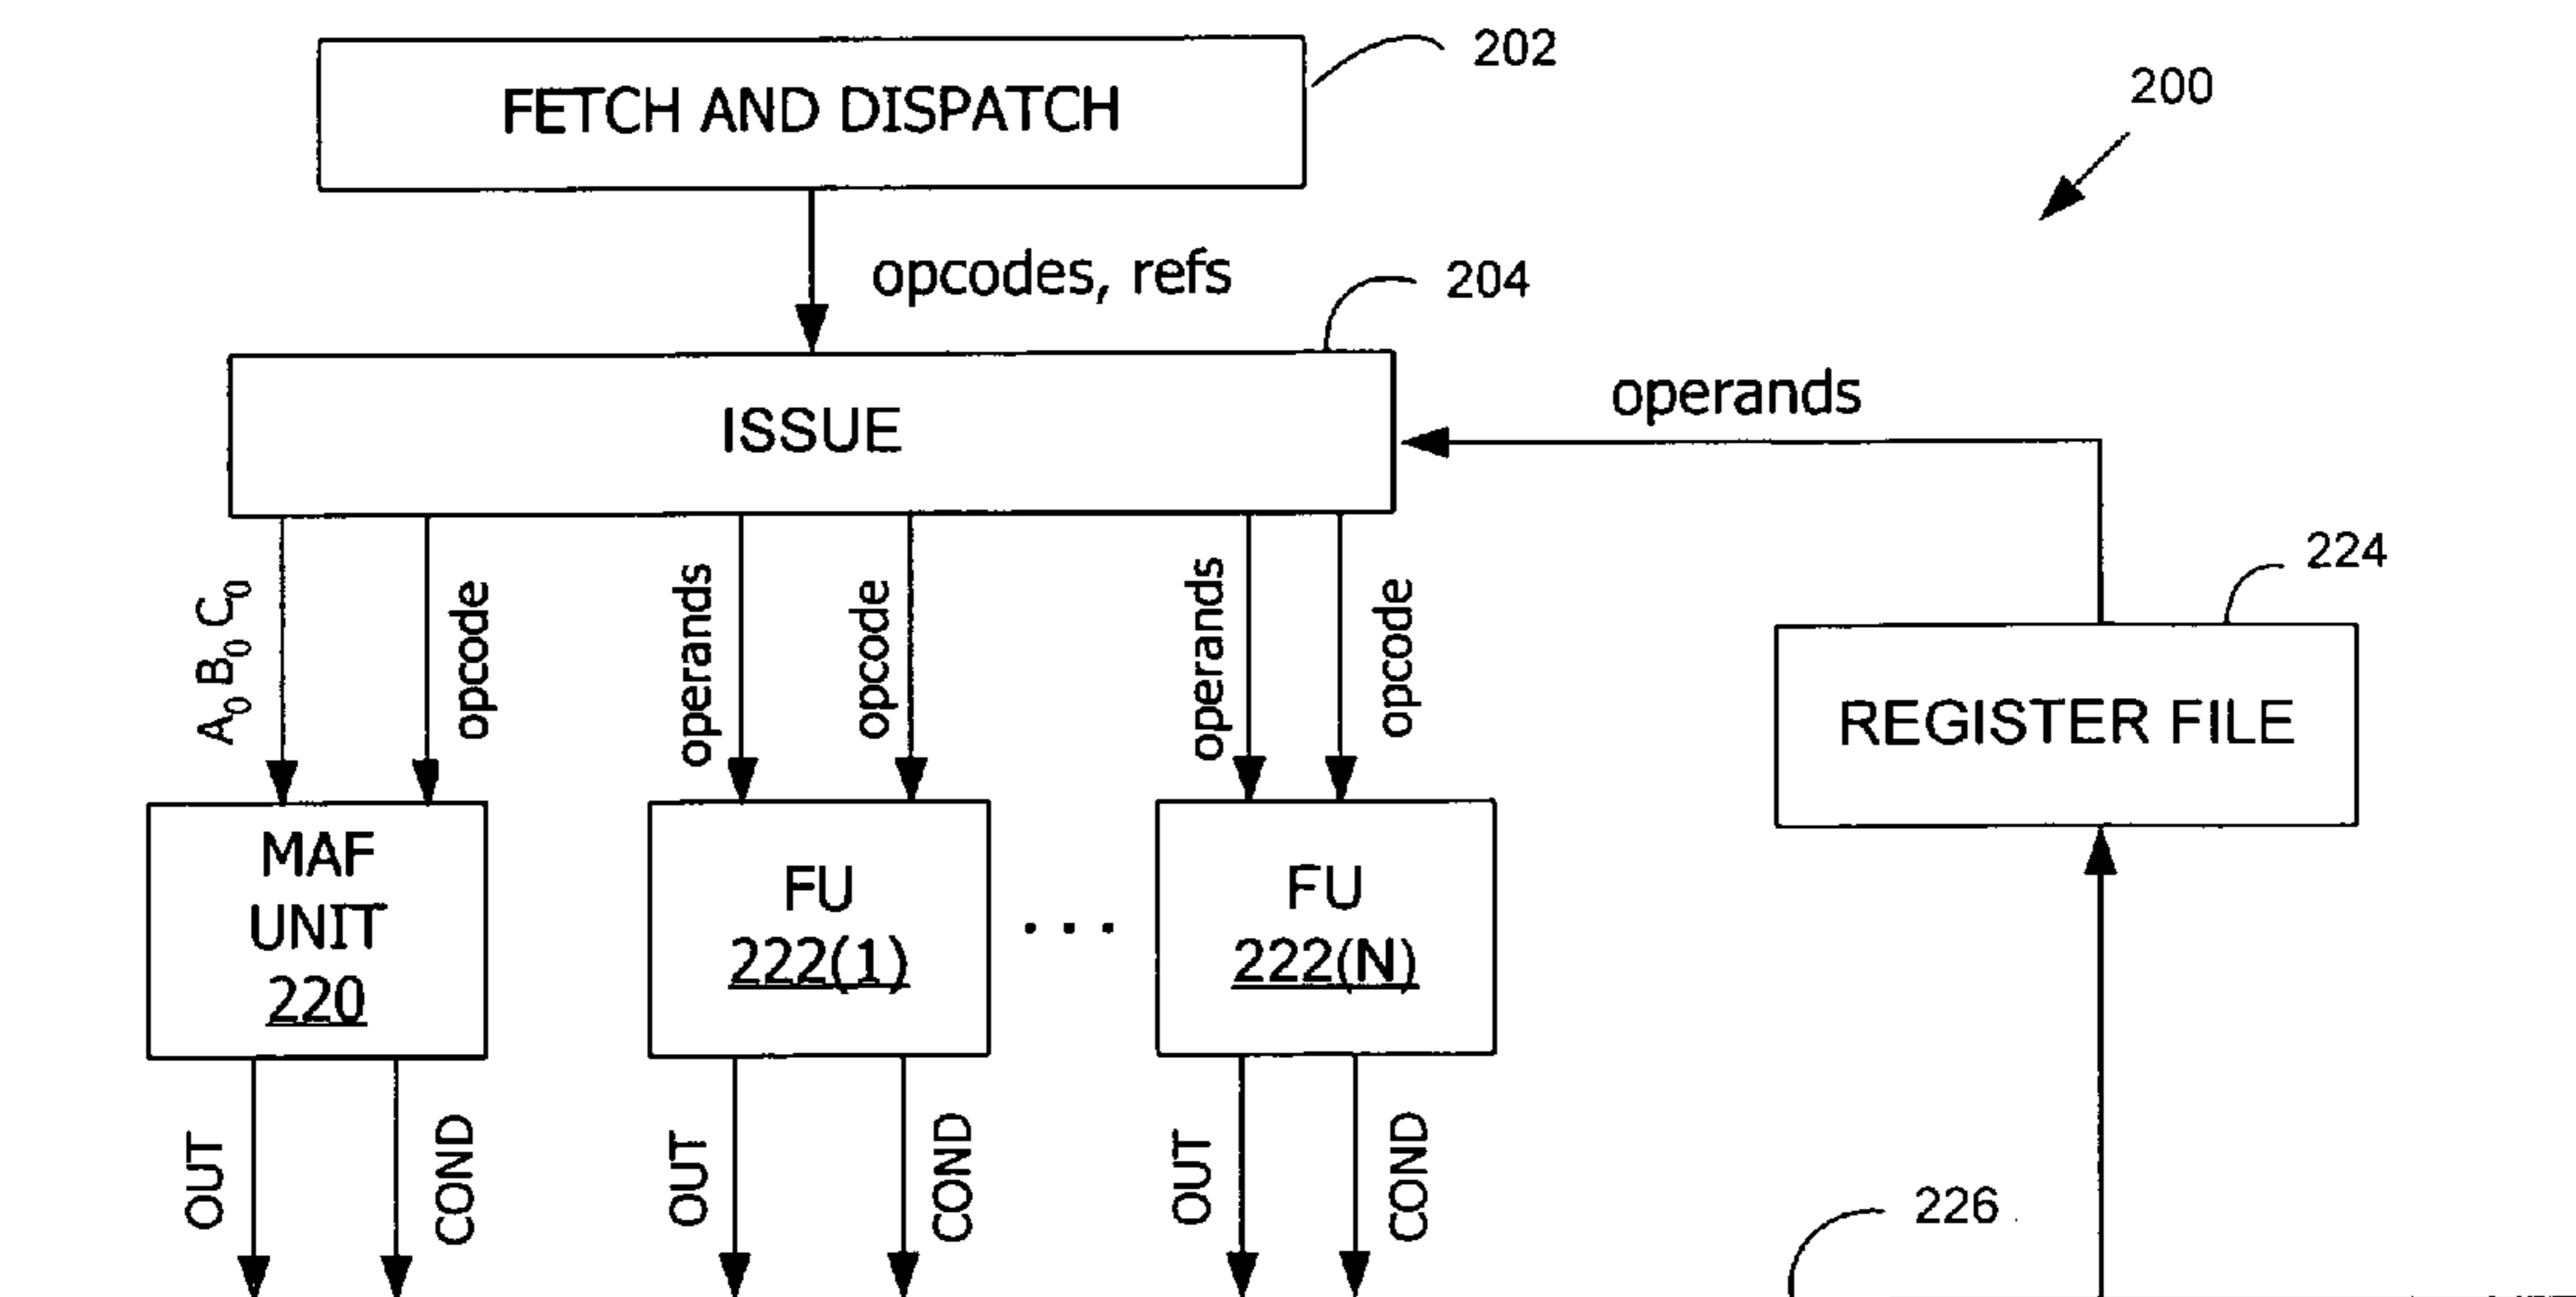 202
FETCH AND DISPATCH
200
opcodes, refs
204
ISSUE
operands
224
A₀ B₀ C₀
opcode
operands
opcode
operands
opcode
REGISTER FILE
MAF
UNIT
220
FU
222(1)
. . .
FU
222(N)
OUT
COND
OUT
COND
OUT
COND
226